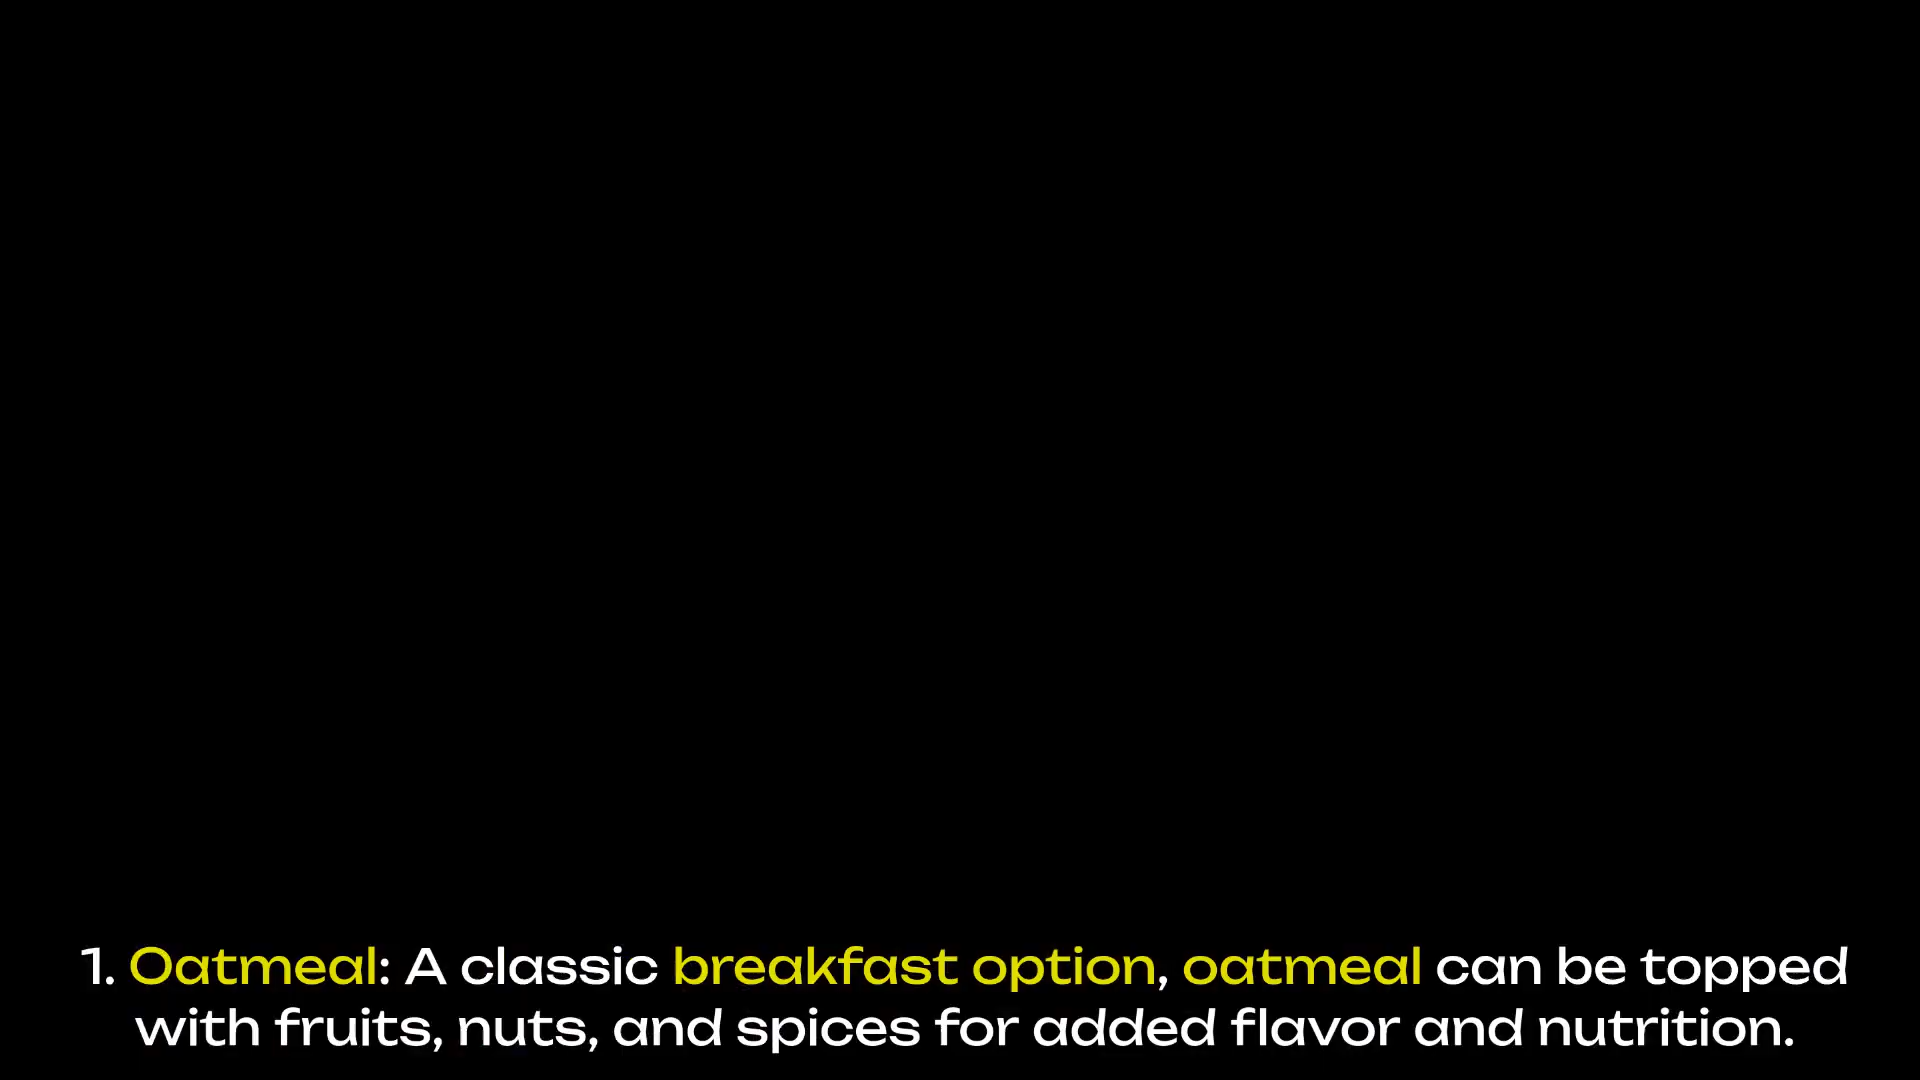 1. Oatmeal: A classic breakfast option, oatmeal can be topped
with fruits, nuts, and spices for added flavor and nutrition.